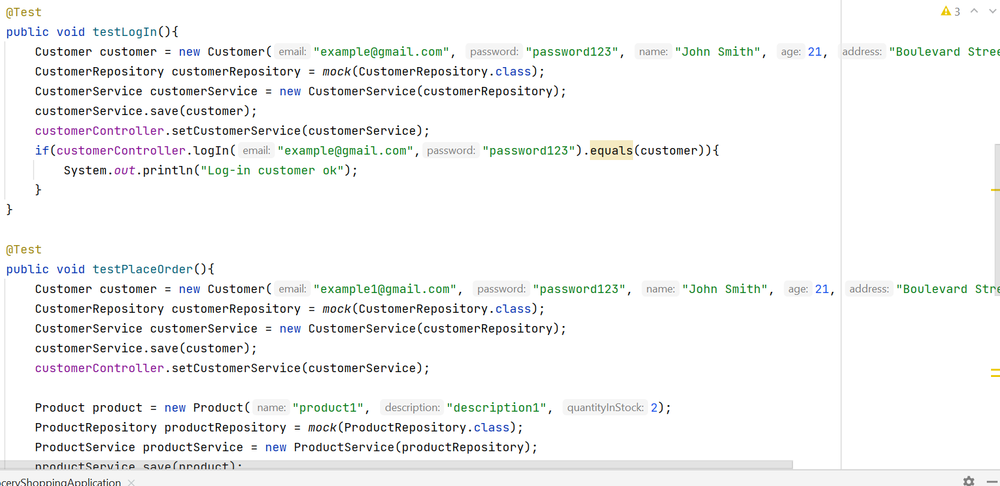 @Test
3
public void testLogIn(){
Customer customer = new Customer( email: "example@gmail.com", password: "password123", name: "John Smith", age: 21, address: "Boulevard Stree
CustomerRepository customerRepository = mock(CustomerRepository.class);
CustomerService customerService = new CustomerService(customerRepository);
customerService.save(customer);
customerController.setCustomerService(customerService);
if(customerController.logIn( email: "example@gmail.com", password: "password123").equals(customer)){
System.out.println("Log-in customer ok");
}
}
@Test
public void testPlaceOrder(){
Customer customer = new Customer( email: "example1@gmail.com", password: "password123", name: "John Smith", age: 21, address: "Boulevard Stre
CustomerRepository customerRepository = mock(CustomerRepository.class);
CustomerService customerService = new CustomerService(customerRepository);
customerService.save(customer);
customerController.setCustomerService(customerService);
Product product = new Product( name: "product1", description: "description1", quantityInStock: 2);
ProductRepository productRepository = mock(ProductRepository.class);
ProductService productService = new ProductService(productRepository);
productService.save(product);
oceryShoppingApplication